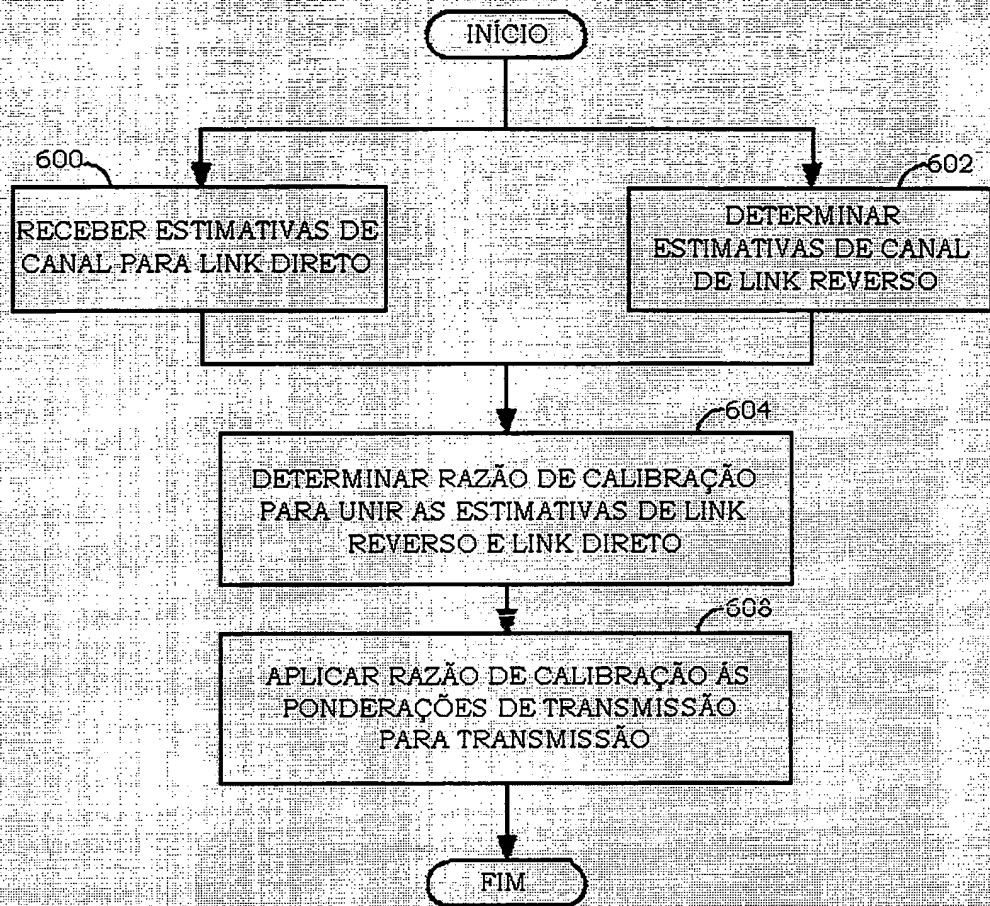 INÍCIO
600
RECEBER ESTIMATIVAS DE
CANAL PARA LINK DIRETO
602
DETERMINAR
ESTIMATIVAS DE CANAL
DE LINK REVERSO
604
DETERMINAR RAZÃO DE CALIBRAÇÃO
PARA UNIR AS ESTIMATIVAS DE LINK
REVERSO E LINK DIRETO
608
APLICAR RAZÃO DE CALIBRAÇÃO ÁS
PONDERAÇÕES DE TRANSMISSÃO
PARA TRANSMISSÃO
FIM